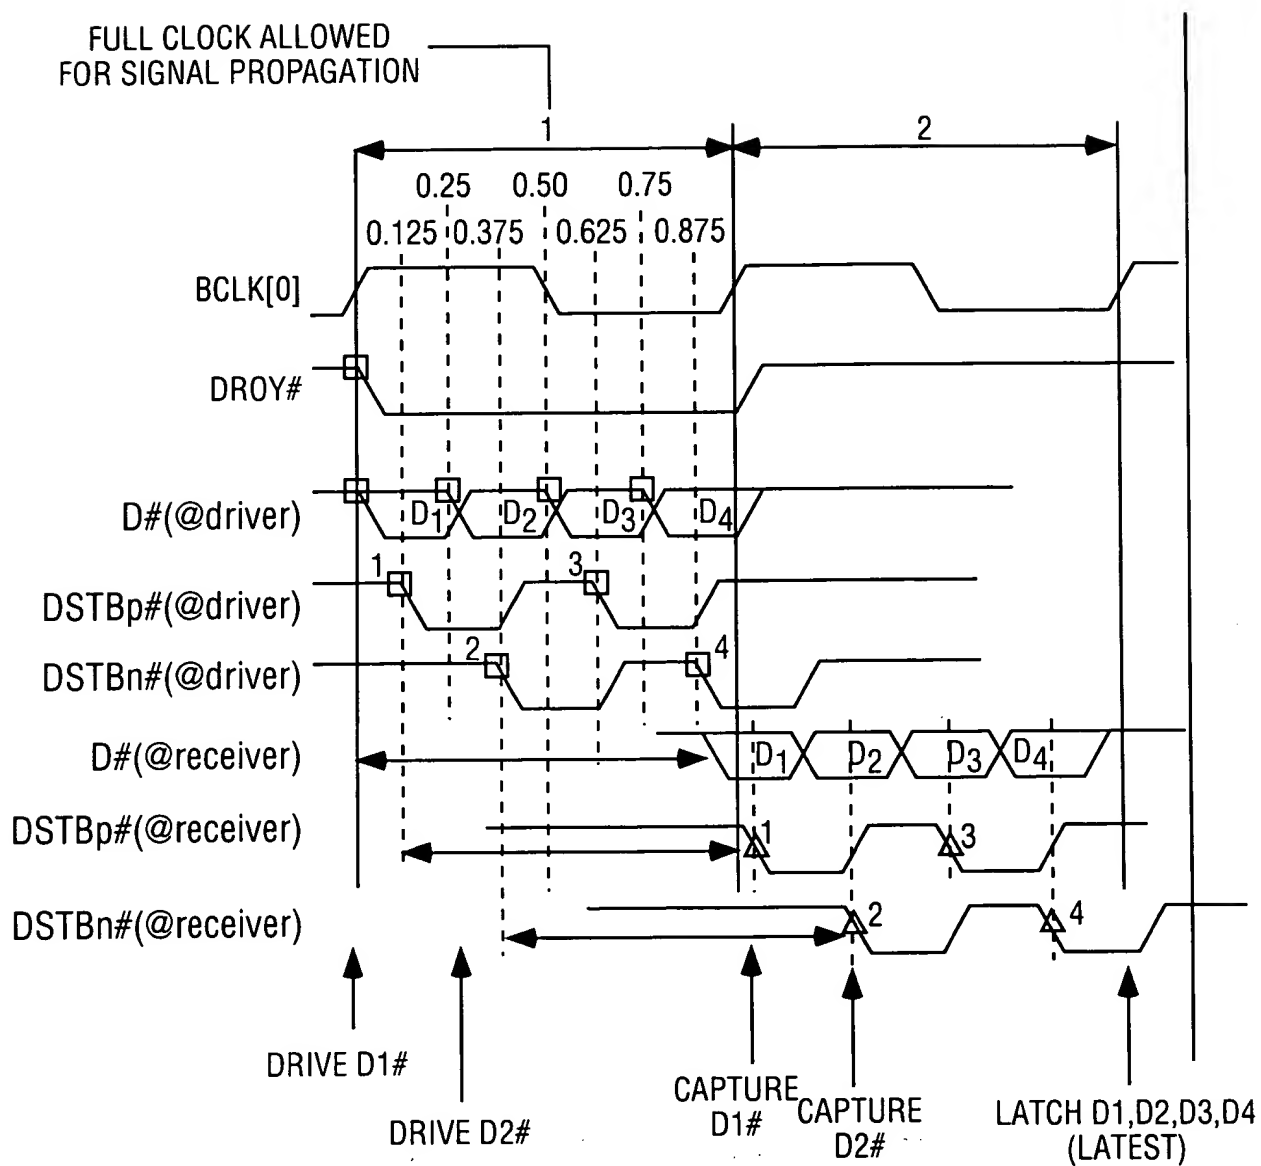 FULL CLOCK ALLOWED
FOR SIGNAL PROPAGATION
1
2
0.25 0.50 0.75
0.125 0.375 0.625 0.875
BCLK[0]
DROY#
D#(@driver) D1 D2 D3 D4
1 3
DSTBp#(@driver)
2 4
DSTBn#(@driver)
D#(@receiver) D1 D2 D3 D4
DSTBp#(@receiver) 1 3
DSTBn#(@receiver) 2 4
DRIVE D1#
DRIVE D2#
CAPTURE
D1#
CAPTURE
D2#
LATCH D1,D2,D3,D4
(LATEST)